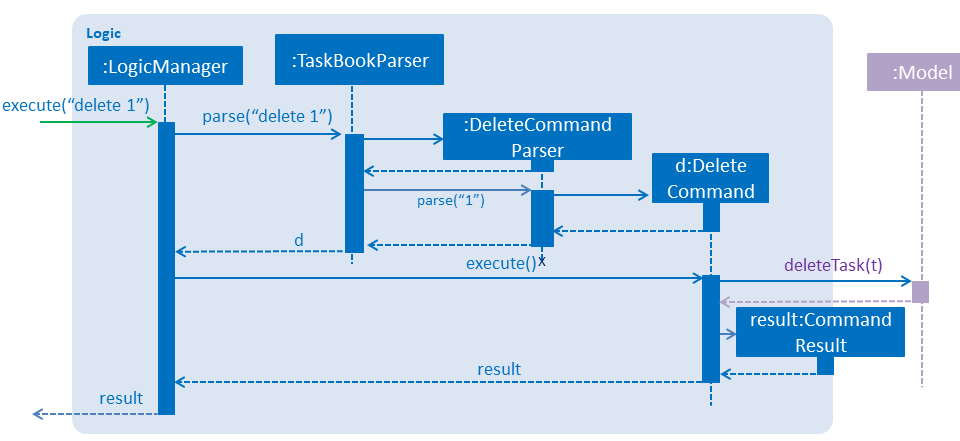 Logic
:LogicManager
:TaskBookParser
:Model
execute(“delete 1”)
parse(“delete 1”)
:DeleteCommand
Parser
d:Delete
Command
parse(“1”)
d
execute()
X
deleteTask(t)
result:Command
Result
result
result